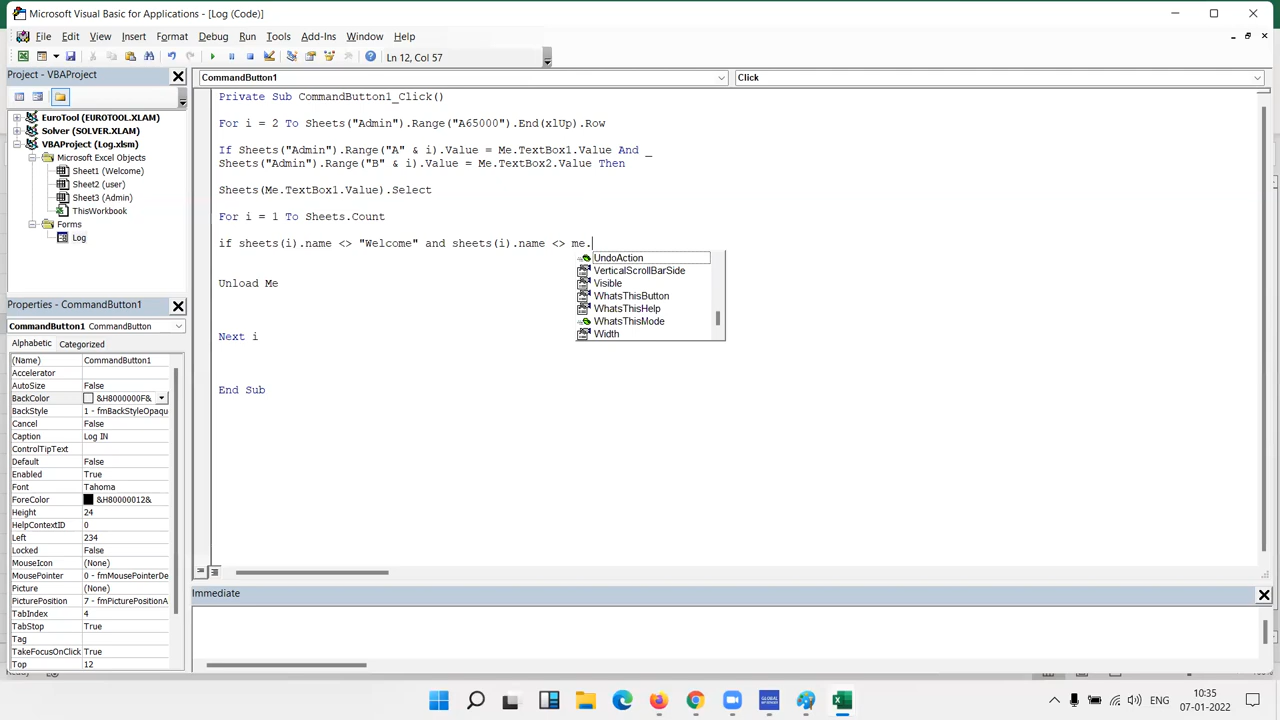 Microsoft Visual Basic for Applications - [Log (Code)]
File Edit View Insert Format Debug Run Tools Add-Ins Window Help
Ln 12, Col 57
Project - VBAProject
CommandButton1
Click
EuroTool (EUROTOOL.XLAM)
Solver (SOLVER.XLAM)
VBAProject (Log.xlsm)
Microsoft Excel Objects
Sheet1 (Welcome)
Sheet2 (user)
Sheet3 (Admin)
ThisWorkbook
Forms
Log
Properties - CommandButton1
CommandButton1 CommandButton
Alphabetic Categorized
(Name) CommandButton1
Accelerator
AutoSize False
BackColor &H8000000F&
BackStyle 1 - fmBackStyleOpaqu
Cancel False
Caption Log IN
ControlTipText
Default False
Enabled True
Font Tahoma
ForeColor &H80000012&
Height 24
HelpContextID 0
Left 234
Locked False
MouseIcon (None)
MousePointer 0 - fmMousePointerDe
Picture (None)
PicturePosition 7 - fmPicturePositionA
TabIndex 4
TabStop True
Tag
TakeFocusOnClick True
Top 12
Private Sub CommandButton1_Click()
For i = 2 To Sheets("Admin").Range("A65000").End(xlUp).Row
If Sheets("Admin").Range("A" & i).Value = Me.TextBox1.Value And _
Sheets("Admin").Range("B" & i).Value = Me.TextBox2.Value Then
Sheets(Me.TextBox1.Value).Select
For i = 1 To Sheets.Count
if sheets(i).name <> "Welcome" and sheets(i).name <> me.
UndoAction
VerticalScrollBarSide
Visible
WhatsThisButton
WhatsThisHelp
WhatsThisMode
Width
Unload Me
Next i
End Sub
Immediate
ENG
10:35
07-01-2022